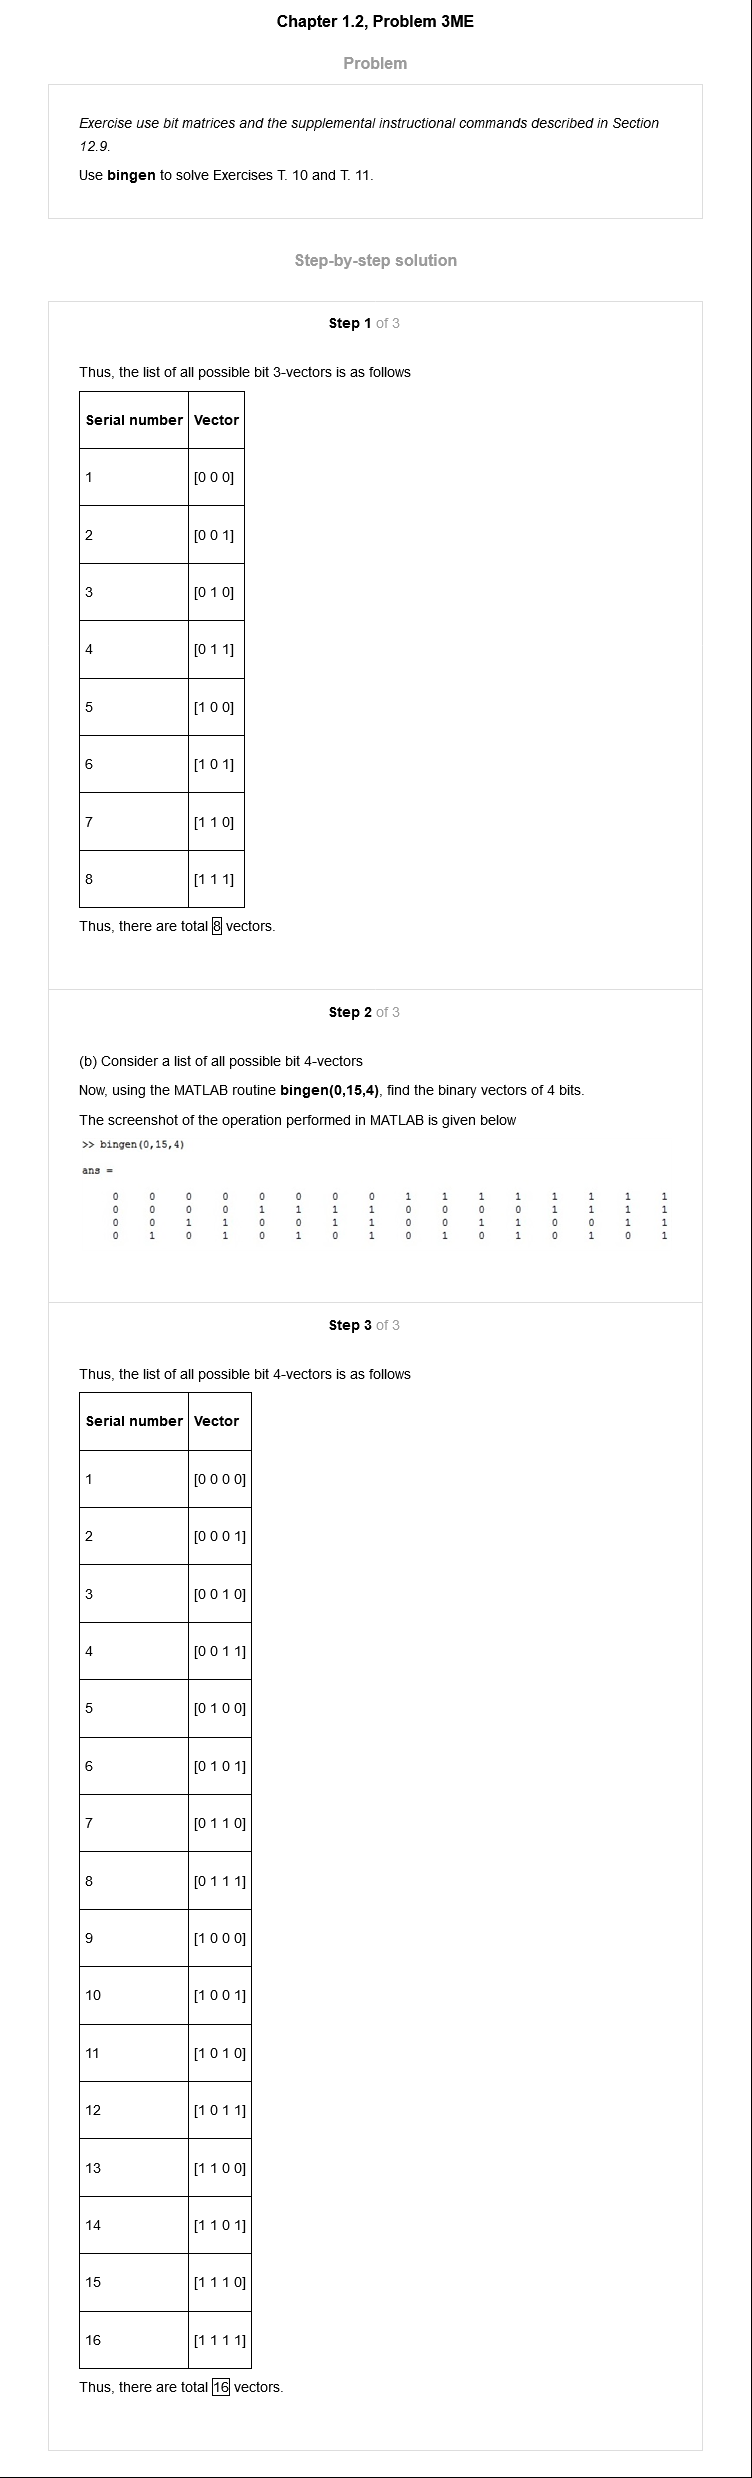 Chapter 1.2, Problem 3ME
Problem
Exercise use bit matrices and the supplemental instructional commands described in Section
12.9.
Use bingen to solve Exercises T. 10 and T. 11.
Step-by-step solution
Step 1 of 3
Thus, the list of all possible bit 3-vectors is as follows
Serial number Vector
1 [0 0 0]
2 [0 0 1]
3 [0 1 0]
4 [0 1 1]
5 [1 0 0]
6 [1 0 1]
7 [1 1 0]
8 [1 1 1]
Thus, there are total 8 vectors.
Step 2 of 3
(b) Consider a list of all possible bit 4-vectors
Now, using the MATLAB routine bingen(0,15,4), find the binary vectors of 4 bits.
The screenshot of the operation performed in MATLAB is given below
>> bingen(0,15,4)
ans =
0 0 0 0 0 0 0 0 1 1 1 1 1 1 1 1
0 0 0 0 1 1 1 1 0 0 0 0 1 1 1 1
0 0 1 1 0 0 1 1 0 0 1 1 0 0 1 1
0 1 0 1 0 1 0 1 0 1 0 1 0 1 0 1
Step 3 of 3
Thus, the list of all possible bit 4-vectors is as follows
Serial number Vector
1 [0 0 0 0]
2 [0 0 0 1]
3 [0 0 1 0]
4 [0 0 1 1]
5 [0 1 0 0]
6 [0 1 0 1]
7 [0 1 1 0]
8 [0 1 1 1]
9 [1 0 0 0]
10 [1 0 0 1]
11 [1 0 1 0]
12 [1 0 1 1]
13 [1 1 0 0]
14 [1 1 0 1]
15 [1 1 1 0]
16 [1 1 1 1]
Thus, there are total 16 vectors.